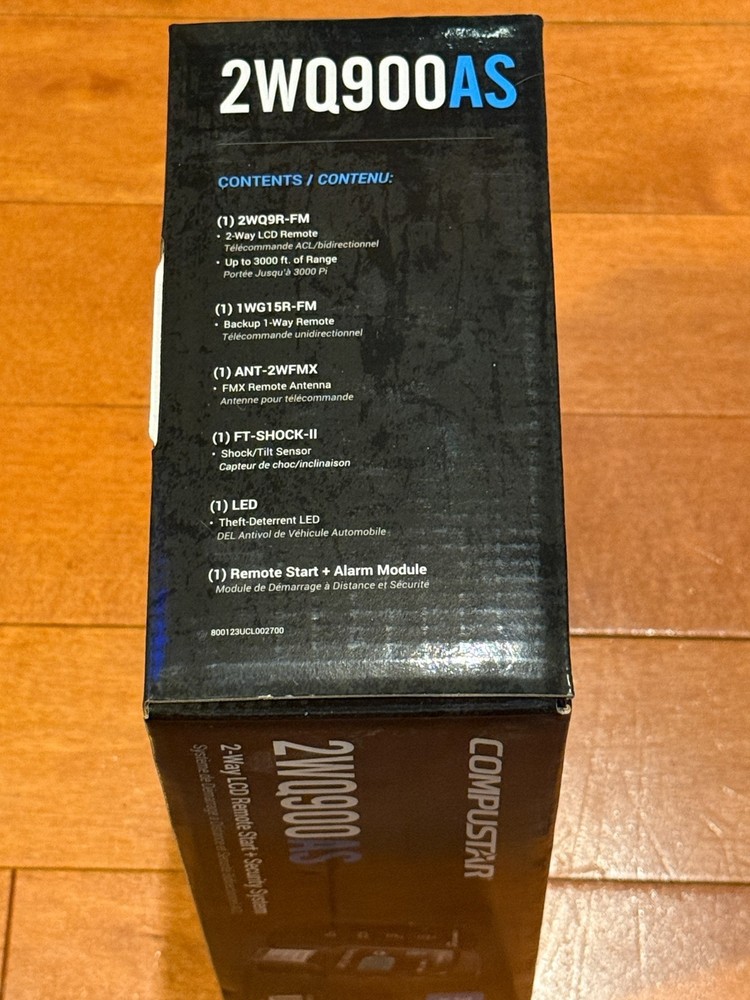 2WQ900AS
CONTENTS / CONTENU:
(1) 2WQ9R-FM
• 2-Way LCD Remote
Télécommande ACL/bidirectionnel
• Up to 3000 ft. of Range
Portée Jusqu'à 3000 Pi
(1) 1WG15R-FM
• Backup 1-Way Remote
Télécommande unidirectionnel
(1) ANT-2WFMX
• FMX Remote Antenna
Antenne pour télécommande
(1) FT-SHOCK-II
• Shock/Tilt Sensor
Capteur de choc/inclinaison
(1) LED
• Theft-Deterrent LED
DEL Antivol de Véhicule Automobile
(1) Remote Start + Alarm Module
Module de Démarrage à Distance et Sécurité
800123UCL002700
COMPUSTAR
2WQ900AS
2-Way LCD Remote Start + Security System